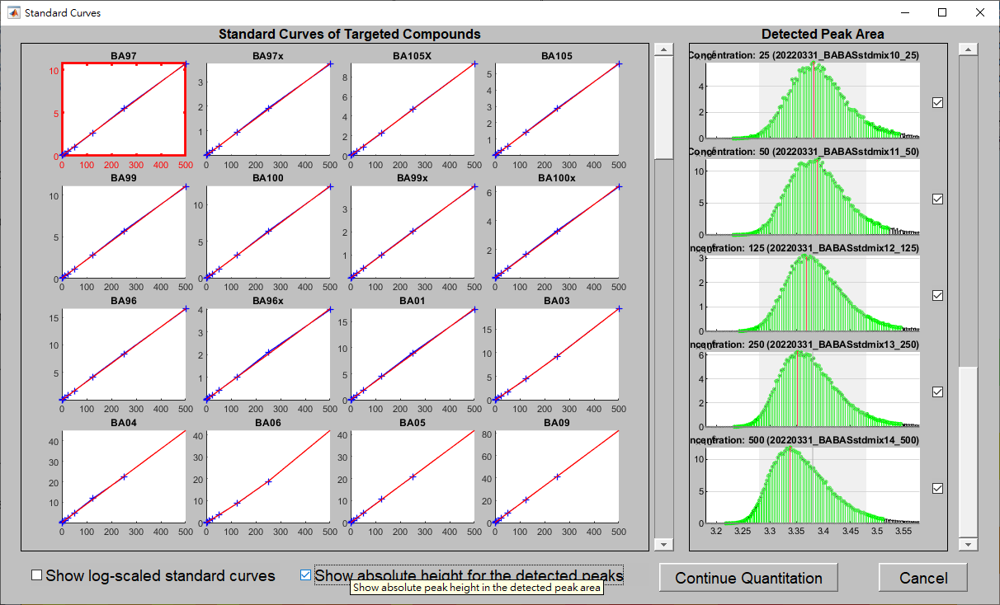 Standard Curves
Standard Curves of Targeted Compounds
Detected Peak Area
BA97 BA97x BA105X BA105
10 5 0
3 2 1
8 6 4 2 0
5 4 3 2 1 0
0 100 200 300 400 500 0 100 200 300 400 500 0 100 200 300 400 500 0 100 200 300 400 500
BA99 BA100 BA99x BA100x
10 5 0
10 5 0
3 2 1 0
6 4 2
0 100 200 300 400 500 0 100 200 300 400 500 0 100 200 300 400 500 0 100 200 300 400 500
BA96 BA96x BA01 BA03
15 10 5
4 3 2 1 0
15 10 5 0
15 10 5 0
0 100 200 300 400 500 0 100 200 300 400 500 0 100 200 300 400 500 0 100 200 300 400 500
BA04 BA06 BA05 BA09
40 30 20 10
40 30 20 10 0
40 30 20 10 0
80 60 40 20 0
0 100 200 300 400 500 0 100 200 300 400 500 0 100 200 300 400 500 0 100 200 300 400 500
Concentration: 25 (20220331_BABASstdmix10_25)
4 2 0
Concentration: 50 (20220331_BABASstdmix11_50)
10 5 0
ncentration: 125 (20220331_BABASstdmix12_125)
3 2 1 0
ncentration: 250 (20220331_BABASstdmix13_250)
6 4 2 0
ncentration: 500 (20220331_BABASstdmix14_500)
10 5 0
3.2 3.25 3.3 3.35 3.4 3.45 3.5 3.55
Show log-scaled standard curves
Show absolute height for the detected peaks
Show absolute peak height in the detected peak area
Continue Quantitation
Cancel